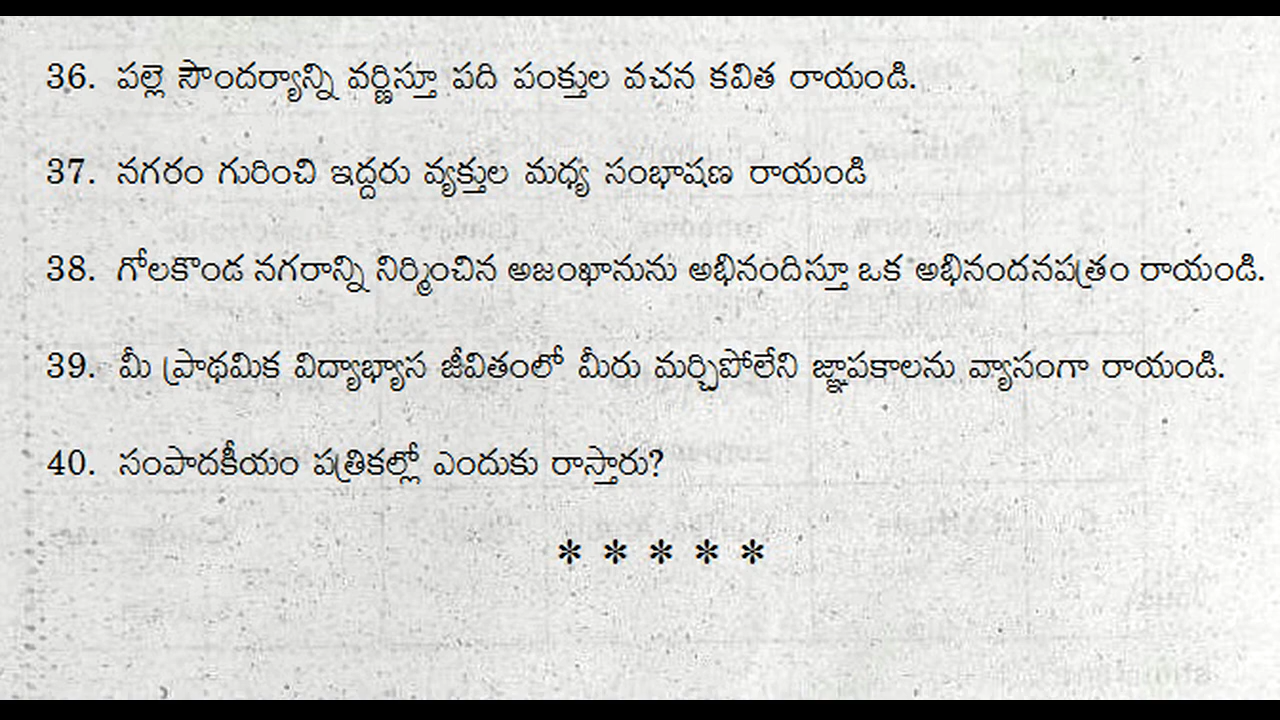 36. పల్లె సౌందర్యాన్ని వర్ణిస్తూ పది పంక్తుల వచన కవిత రాయండి.
37. నగరం గురించి ఇద్దరు వ్యక్తుల మధ్య సంభాషణ రాయండి
38. గోలకొండ నగరాన్ని నిర్మించిన అజంఖానును అభినందిస్తూ ఒక అభినందనపత్రం రాయండి.
39. మీ ప్రాథమిక విద్యాభ్యాస జీవితంలో మీరు మర్చిపోలేని జ్ఞాపకాలను వ్యాసంగా రాయండి.
40. సంపాదకీయం పత్రికల్లో ఎందుకు రాస్తారు?
* * * * *